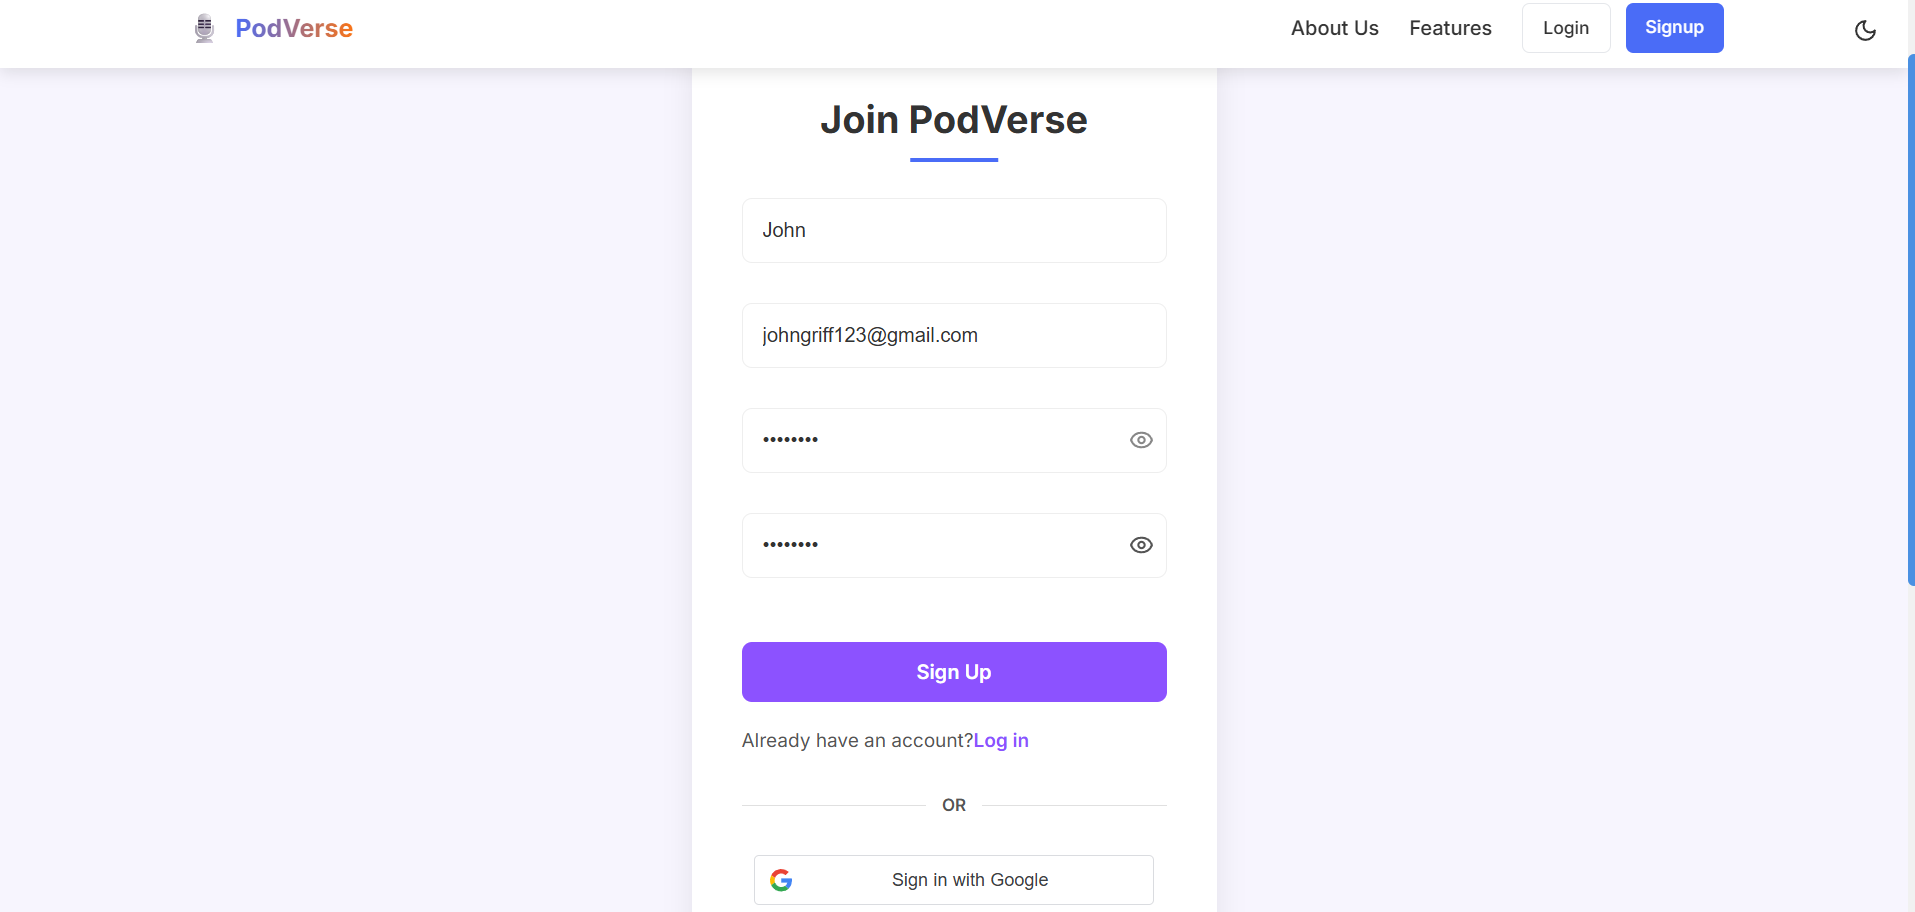 PodVerse
About Us
Features
Login
Signup
Join PodVerse
John
johngriff123@gmail.com
••••••••
••••••••
Sign Up
Already have an account?Log in
OR
Sign in with Google